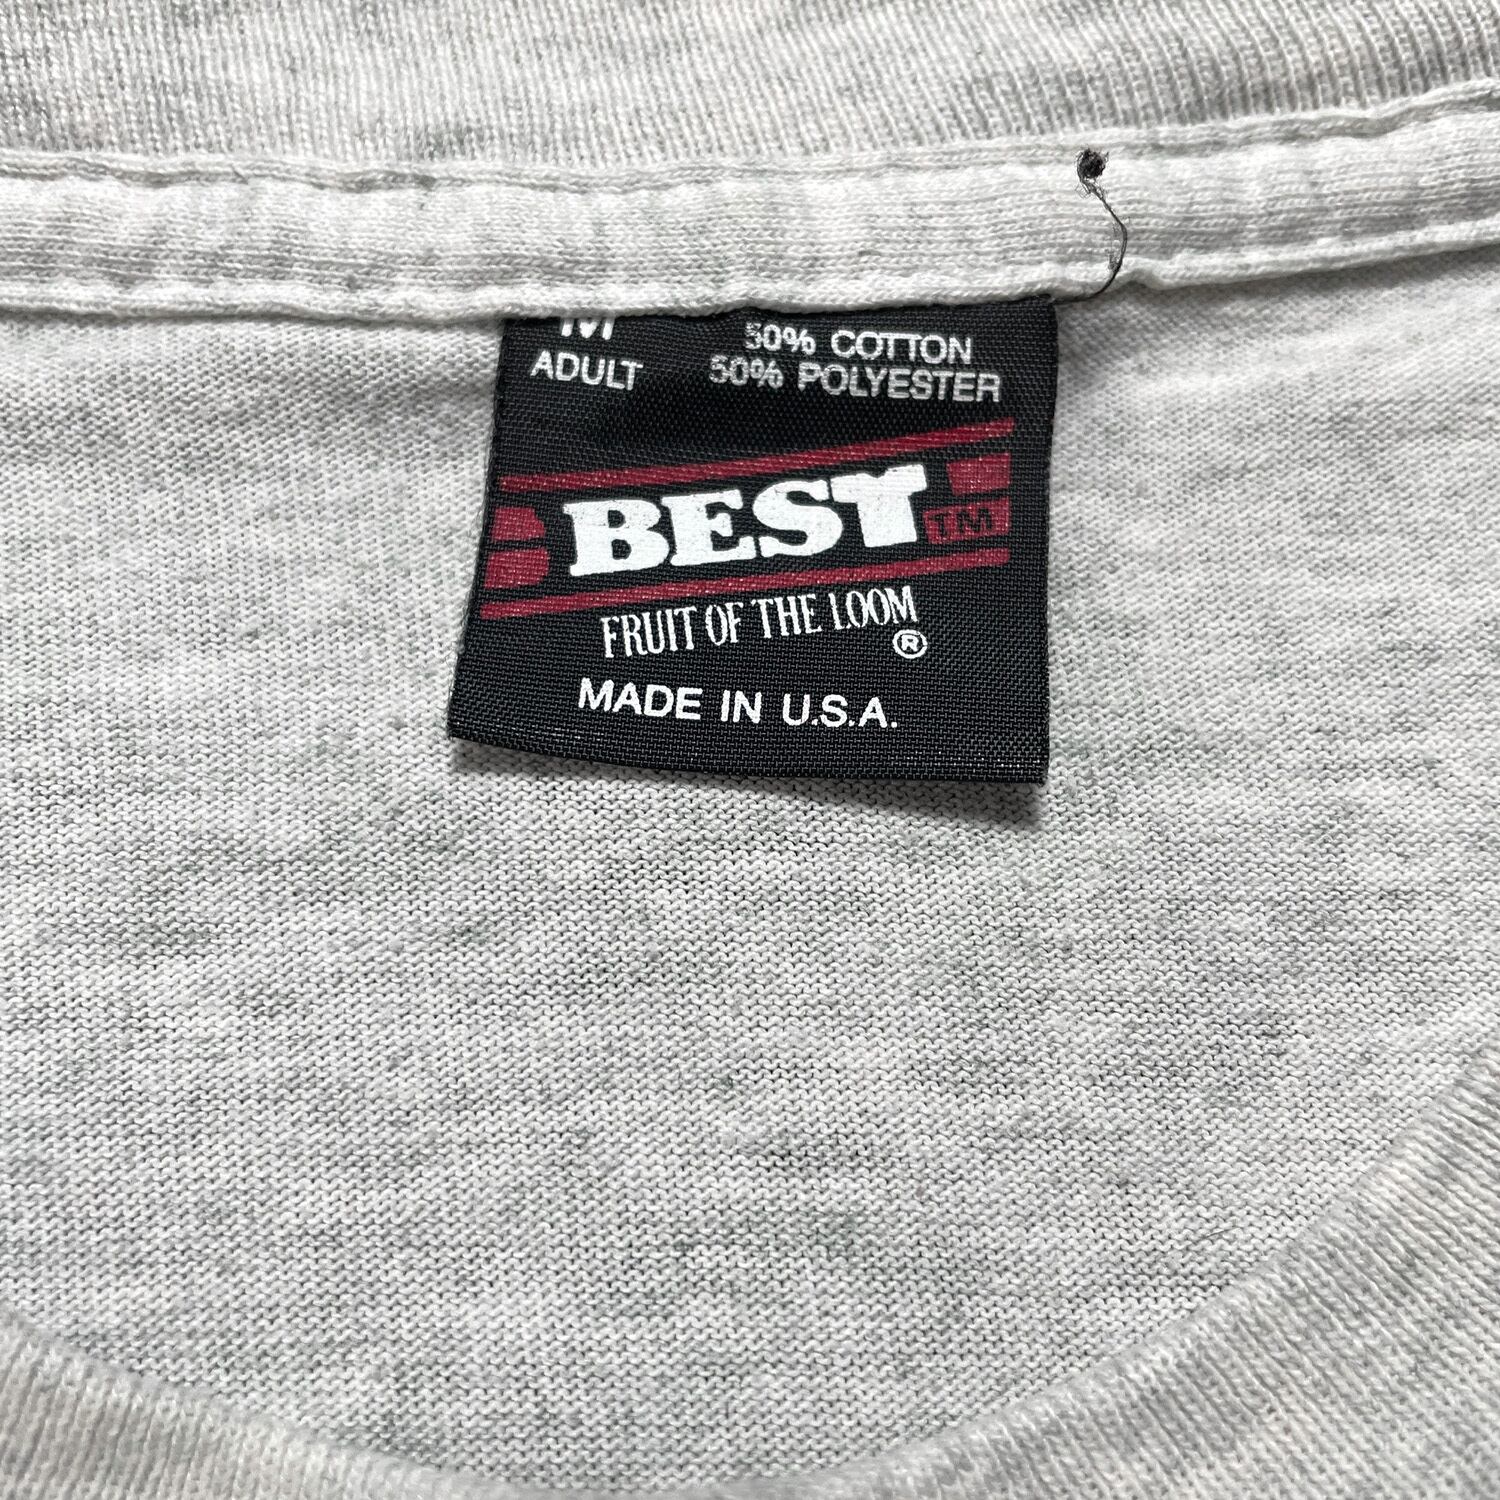 M
ADULT
50% COTTON
50% POLYESTER
BEST TM
FRUIT OF THE LOOM ®
MADE IN U.S.A.